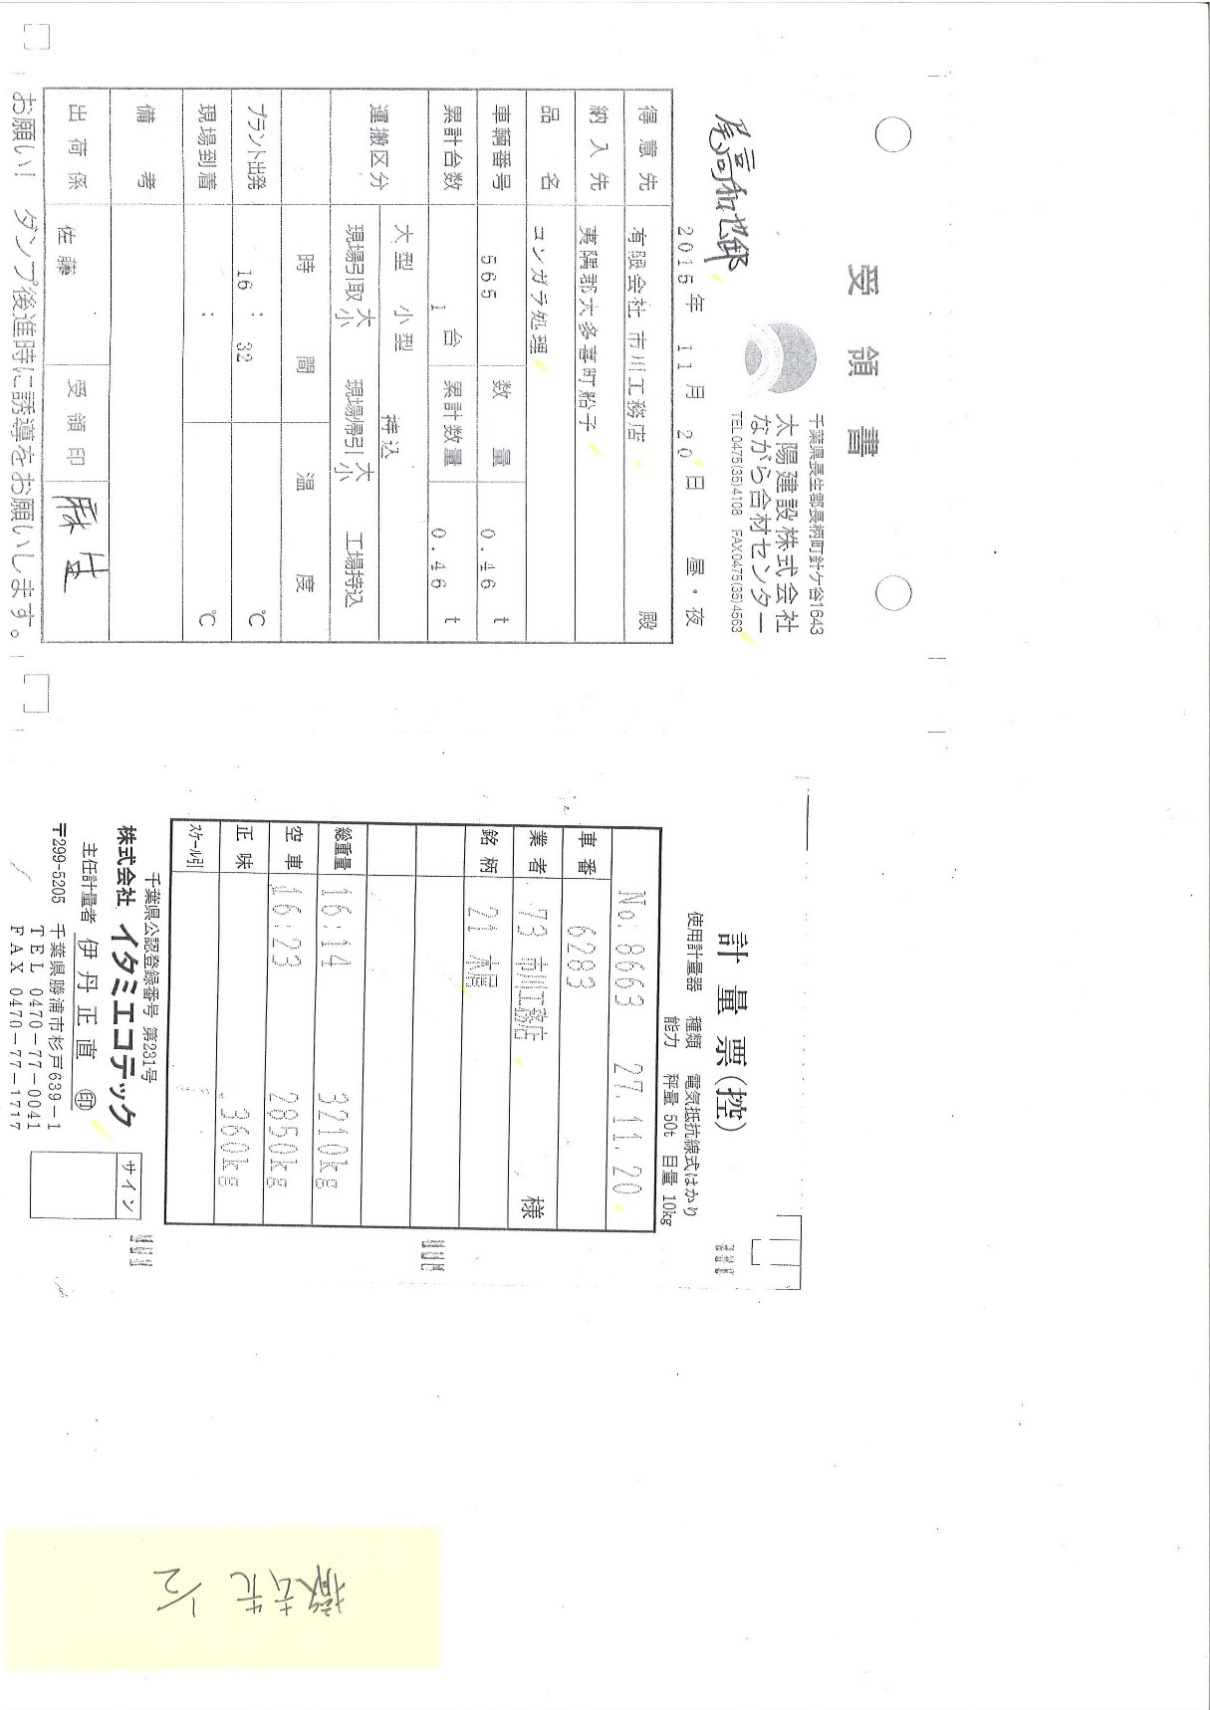 受領書
千葉県長生郡長柄町針ケ谷1643
太陽建設株式会社
ながら合材センター
TEL 0475(35)4108 FAX0475(35)4563
尾高和也邸
2015年 11月 20日 昼・夜
得意先 有限会社 市川工務店 殿
納入先 夷隅郡大多喜町船子
品名 コンガラ処理
車輌番号 565 数量 0.46 t
累計台数 1 台 累計数量 0.46 t
運搬区分 大型 小型 持込
現場引取 大小 現場帰引 大小 工場持込
時間 温度
プラント出発 16 : 32 ℃
現場到着 : ℃
備考
出荷係 佐藤 受領印 麻生
お願い! ダンプ後進時に誘導をお願いします。
計量票(控)
使用計量器 種類 電気抵抗線式はかり
能力 秤量 50t 目量 10kg
No: 8663 27.11.20
車番 6283
業者 73 市川工務店 様
銘柄 21 木屑
総重量 16:14 3210kg
空車 16:23 2850kg
正味 360kg
スケール引
千葉県公認登録番号 第231号
株式会社 イタミエコテック
主任計量者 伊丹正直 ㊞
〒299-5205 千葉県勝浦市杉戸639-1
TEL 0470-77-0041
FAX 0470-77-1717
サイン
撤去先 1/2